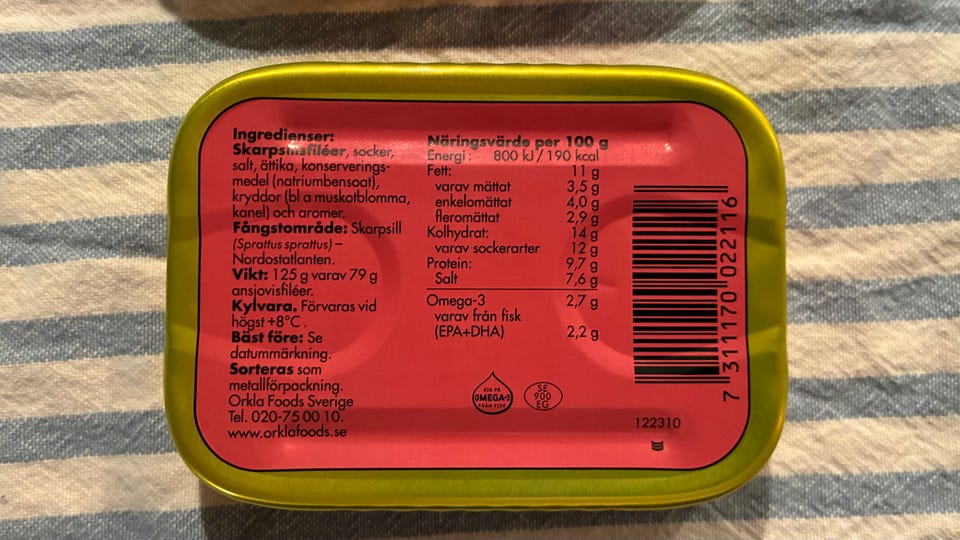 Ingredienser:
Skarpsillsfiléer, socker,
salt, ättika, konserverings-
medel (natriumbensoat),
kryddor (bl a muskotblomma,
kanel) och aromer.
Fångstområde: Skarpsill
(Sprattus sprattus) –
Nordostatlanten.
Vikt: 125 g varav 79 g
ansjovisfiléer.
Kylvara. Förvaras vid
högst +8°C .
Bäst före: Se
datummärkning.
Sorteras som
metallförpackning.
Orkla Foods Sverige
Tel. 020-75 00 10.
www.orklafoods.se
Näringsvärde per 100 g
Energi: 800 kJ / 190 kcal
Fett: 11 g
varav mättat 3,5 g
enkelomättat 4,0 g
fleromättat 2,9 g
Kolhydrat: 14 g
varav sockerarter 12 g
Protein: 9,7 g
Salt 7,6 g
Omega-3 2,7 g
varav från fisk
(EPA+DHA) 2,2 g
RIK PÅ
OMEGA-3
FRÅN FISK
SE
900
EG
7 311170 022116
122310